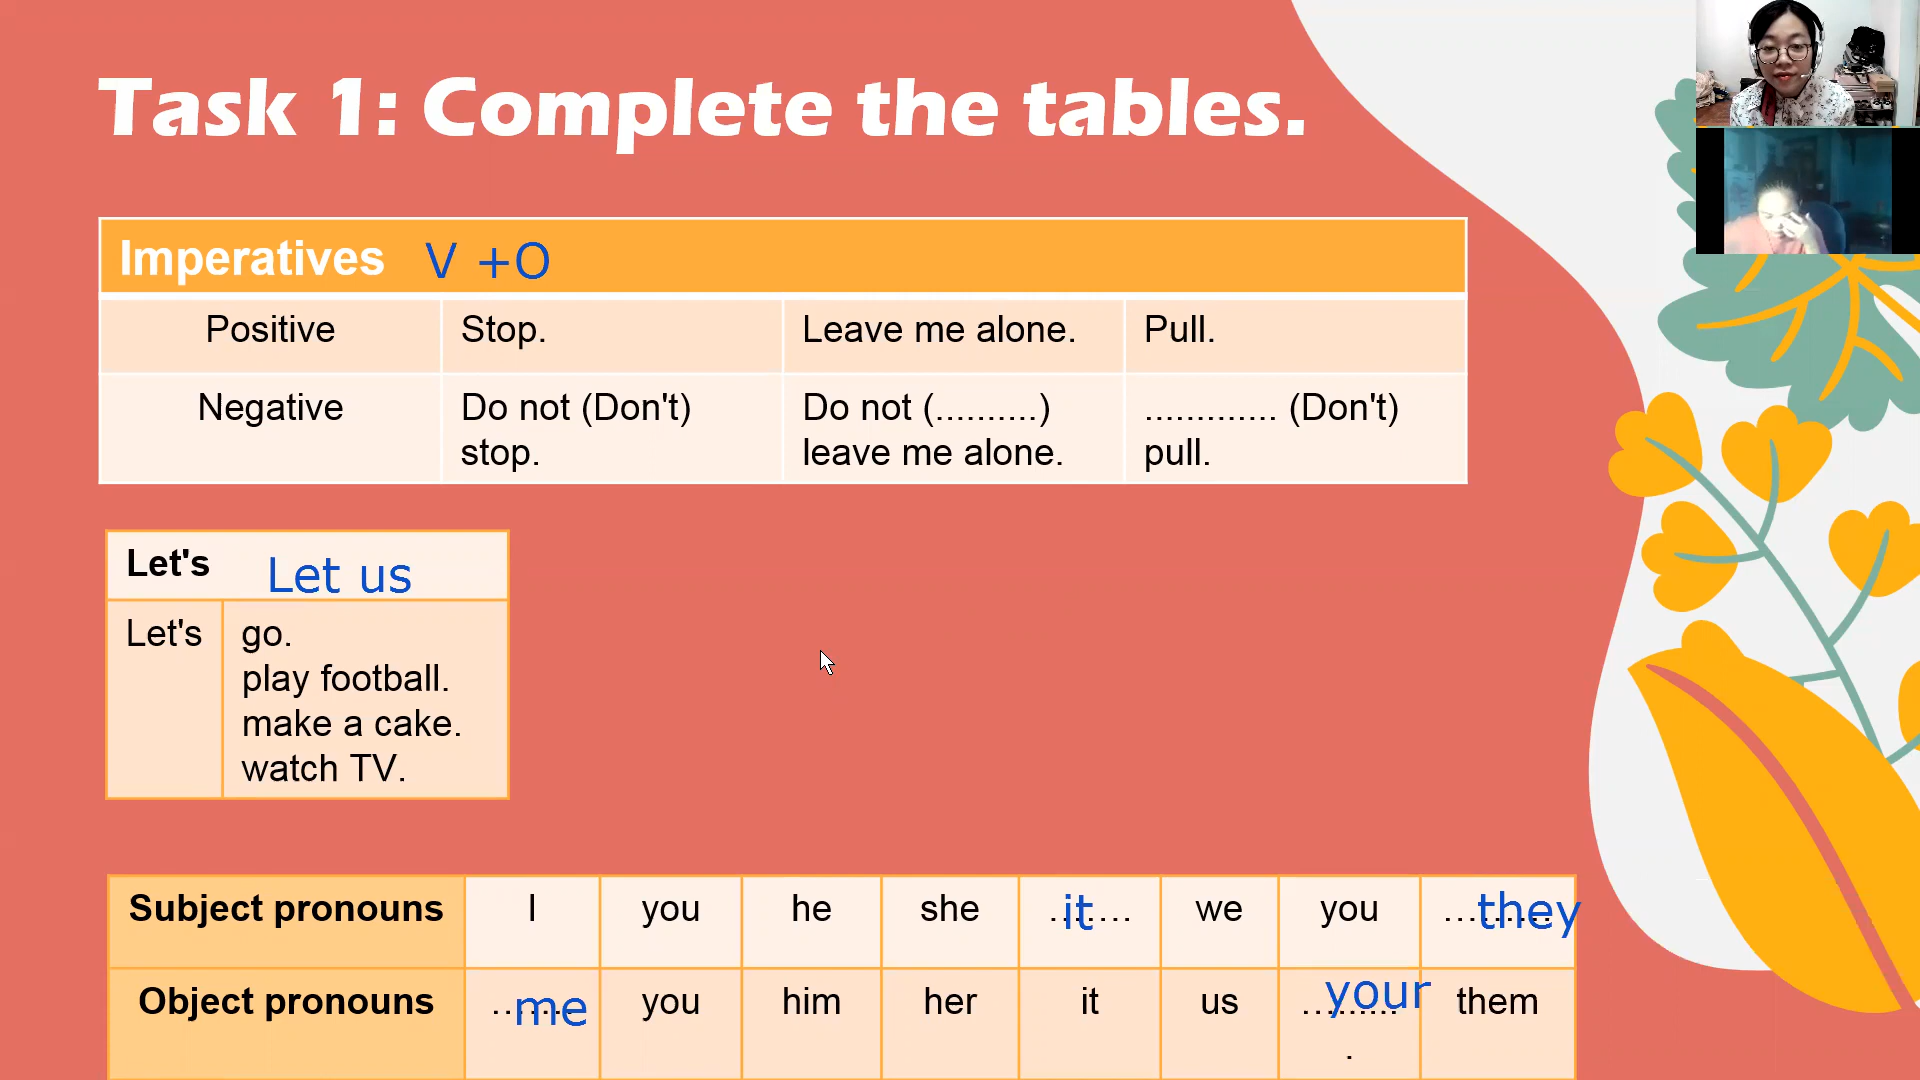 Task 1: Complete the tables.
Imperatives V +O
Positive Stop. Leave me alone. Pull.
Negative Do not (Don't) Do not (..........) ............. (Don't)
stop. leave me alone. pull.
Let's Let us
Let's go.
play football.
make a cake.
watch TV.
Subject pronouns I you he she it we you they
Object pronouns me you him her it us your them